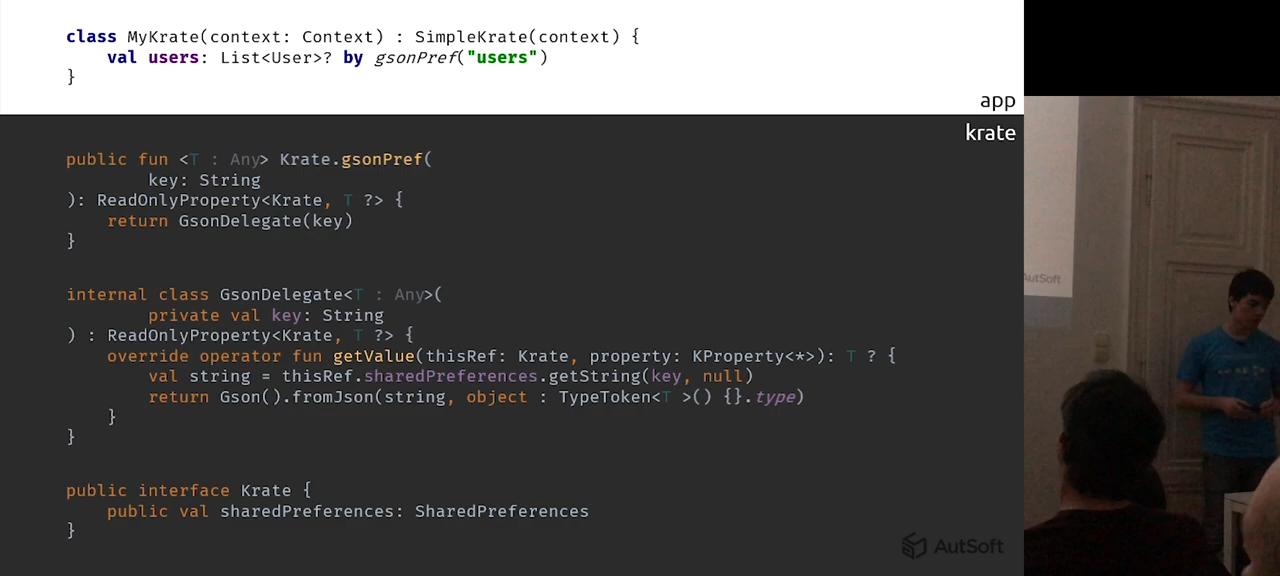 class MyKrate(context: Context) : SimpleKrate(context) {
    val users: List<User>? by gsonPref("users")
}
app
krate
public fun <T : Any> Krate.gsonPref(
        key: String
): ReadOnlyProperty<Krate, T ?> {
    return GsonDelegate(key)
}
internal class GsonDelegate<T : Any>(
        private val key: String
) : ReadOnlyProperty<Krate, T ?> {
    override operator fun getValue(thisRef: Krate, property: KProperty<*>): T ? {
        val string = thisRef.sharedPreferences.getString(key, null)
        return Gson().fromJson(string, object : TypeToken<T >() {}.type)
    }
}
public interface Krate {
    public val sharedPreferences: SharedPreferences
}
AutSoft
AutSoft